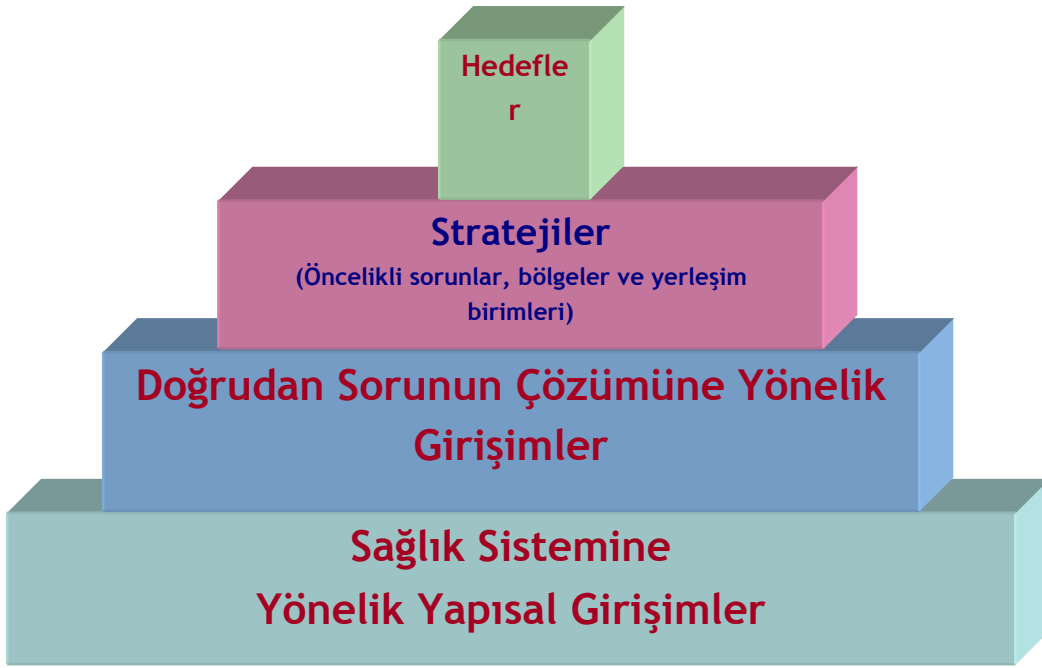 Hedefle
r
Stratejiler
(Öncelikli sorunlar, bölgeler ve yerleşim
birimleri)
Doğrudan Sorunun Çözümüne Yönelik
Girişimler
Sağlık Sistemine
Yönelik Yapısal Girişimler